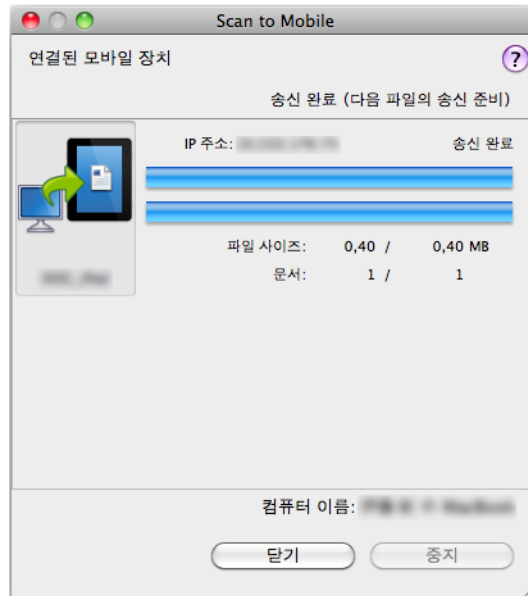 Scan to Mobile
연결된 모바일 장치
?
송신 완료 (다음 파일의 송신 준비)
IP 주소: 송신 완료
파일 사이즈: 0,40 / 0,40 MB
문서: 1 / 1
컴퓨터 이름:
닫기 중지